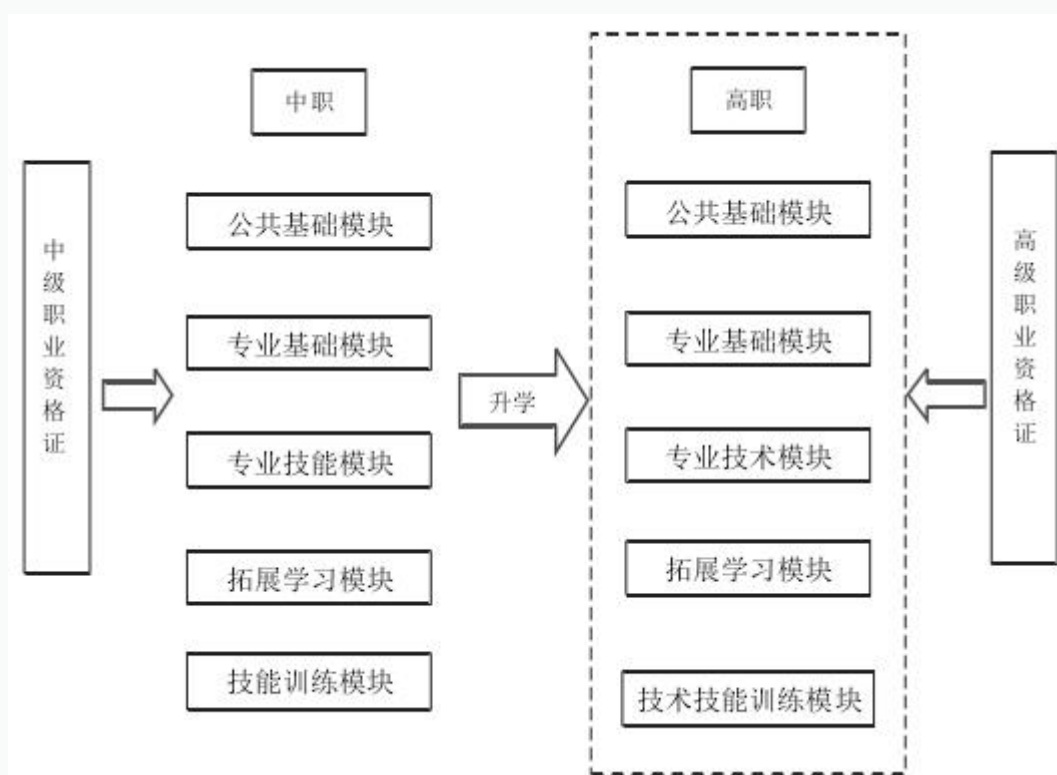 中职
高职
中级职业资格证
公共基础模块
专业基础模块
专业技能模块
拓展学习模块
技能训练模块
升学
公共基础模块
专业基础模块
专业技术模块
拓展学习模块
技术技能训练模块
高级职业资格证